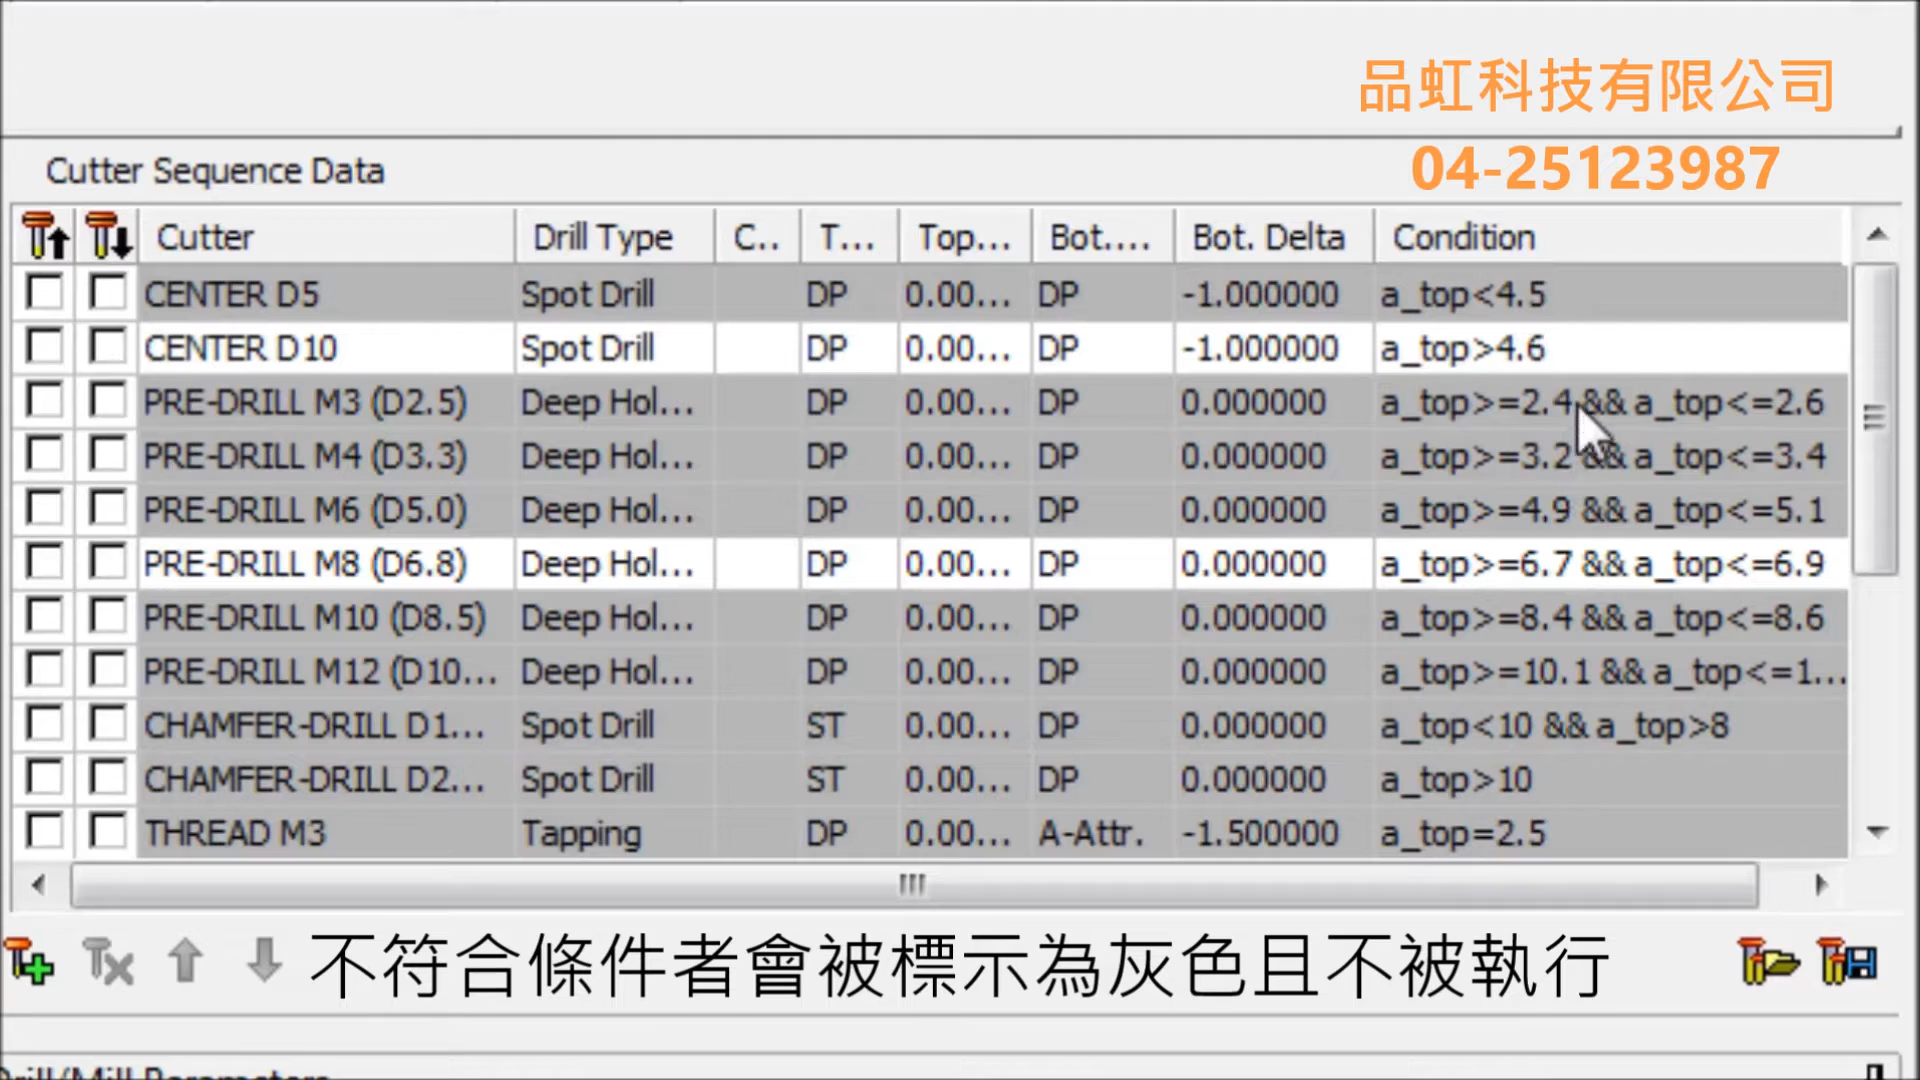 品虹科技有限公司
04-25123987
Cutter Sequence Data
Cutter Drill Type C.. T... Top... Bot.... Bot. Delta Condition
CENTER D5 Spot Drill DP 0.00... DP -1.000000 a_top<4.5
CENTER D10 Spot Drill DP 0.00... DP -1.000000 a_top>4.6
PRE-DRILL M3 (D2.5) Deep Hol... DP 0.00... DP 0.000000 a_top>=2.4 && a_top<=2.6
PRE-DRILL M4 (D3.3) Deep Hol... DP 0.00... DP 0.000000 a_top>=3.2 && a_top<=3.4
PRE-DRILL M6 (D5.0) Deep Hol... DP 0.00... DP 0.000000 a_top>=4.9 && a_top<=5.1
PRE-DRILL M8 (D6.8) Deep Hol... DP 0.00... DP 0.000000 a_top>=6.7 && a_top<=6.9
PRE-DRILL M10 (D8.5) Deep Hol... DP 0.00... DP 0.000000 a_top>=8.4 && a_top<=8.6
PRE-DRILL M12 (D10... Deep Hol... DP 0.00... DP 0.000000 a_top>=10.1 && a_top<=1...
CHAMFER-DRILL D1... Spot Drill ST 0.00... DP 0.000000 a_top<10 && a_top>8
CHAMFER-DRILL D2... Spot Drill ST 0.00... DP 0.000000 a_top>10
THREAD M3 Tapping DP 0.00... A-Attr. -1.500000 a_top=2.5
不符合條件者會被標示為灰色且不被執行
Drill/Mill Parameters